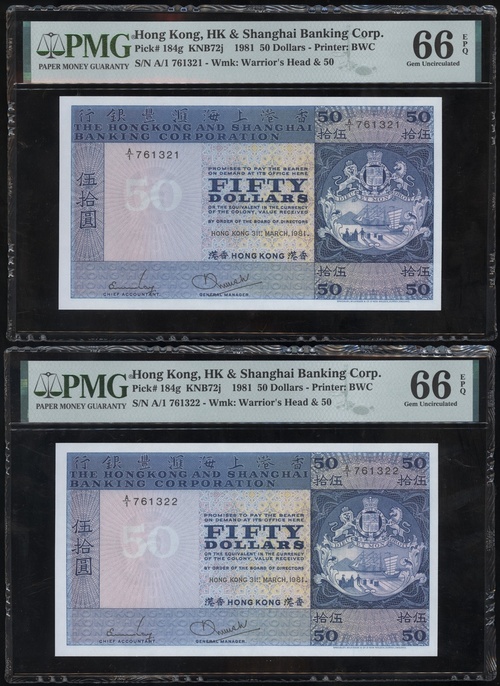 PMG
PAPER MONEY GUARANTY
Hong Kong, HK & Shanghai Banking Corp.
Pick# 184g KNB72j 1981 50 Dollars - Printer: BWC
S/N A/1 761321 - Wmk: Warrior's Head & 50
66 EPQ
Gem Uncirculated
行銀豐滙海上港香
THE HONGKONG AND SHANGHAI
BANKING CORPORATION
50 50
拾伍 拾伍
A/1 761321
A/1 761321
伍拾圓
50
PROMISES TO PAY THE BEARER
ON DEMAND AT ITS OFFICE HERE
FIFTY
DOLLARS
OR THE EQUIVALENT IN THE CURRENCY
OF THE COLONY, VALUE RECEIVED
BY ORDER OF THE BOARD OF DIRECTORS
HONG KONG 31ST MARCH, 1981.
港香 HONG KONG 港香
CHIEF ACCOUNTANT
GENERAL MANAGER
拾伍 拾伍
50 50
PMG
PAPER MONEY GUARANTY
Hong Kong, HK & Shanghai Banking Corp.
Pick# 184g KNB72j 1981 50 Dollars - Printer: BWC
S/N A/1 761322 - Wmk: Warrior's Head & 50
66 EPQ
Gem Uncirculated
行銀豐滙海上港香
THE HONGKONG AND SHANGHAI
BANKING CORPORATION
50 50
拾伍 拾伍
A/1 761322
A/1 761322
伍拾圓
50
PROMISES TO PAY THE BEARER
ON DEMAND AT ITS OFFICE HERE
FIFTY
DOLLARS
OR THE EQUIVALENT IN THE CURRENCY
OF THE COLONY, VALUE RECEIVED
BY ORDER OF THE BOARD OF DIRECTORS
HONG KONG 31ST MARCH, 1981.
港香 HONG KONG 港香
CHIEF ACCOUNTANT
GENERAL MANAGER
拾伍 拾伍
50 50